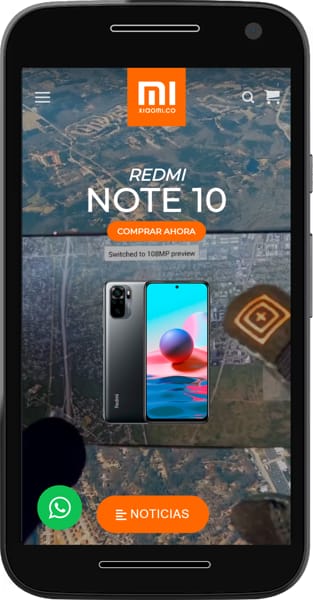 mi
xiaomi.co
REDMI
NOTE 10
COMPRAR AHORA
Switched to 108MP preview
Redmi
NOTICIAS